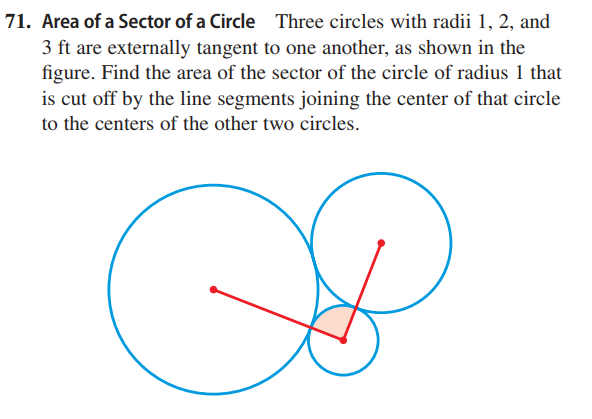 71. Area of a Sector of a Circle Three circles with radii 1, 2, and
3 ft are externally tangent to one another, as shown in the
figure. Find the area of the sector of the circle of radius 1 that
is cut off by the line segments joining the center of that circle
to the centers of the other two circles.